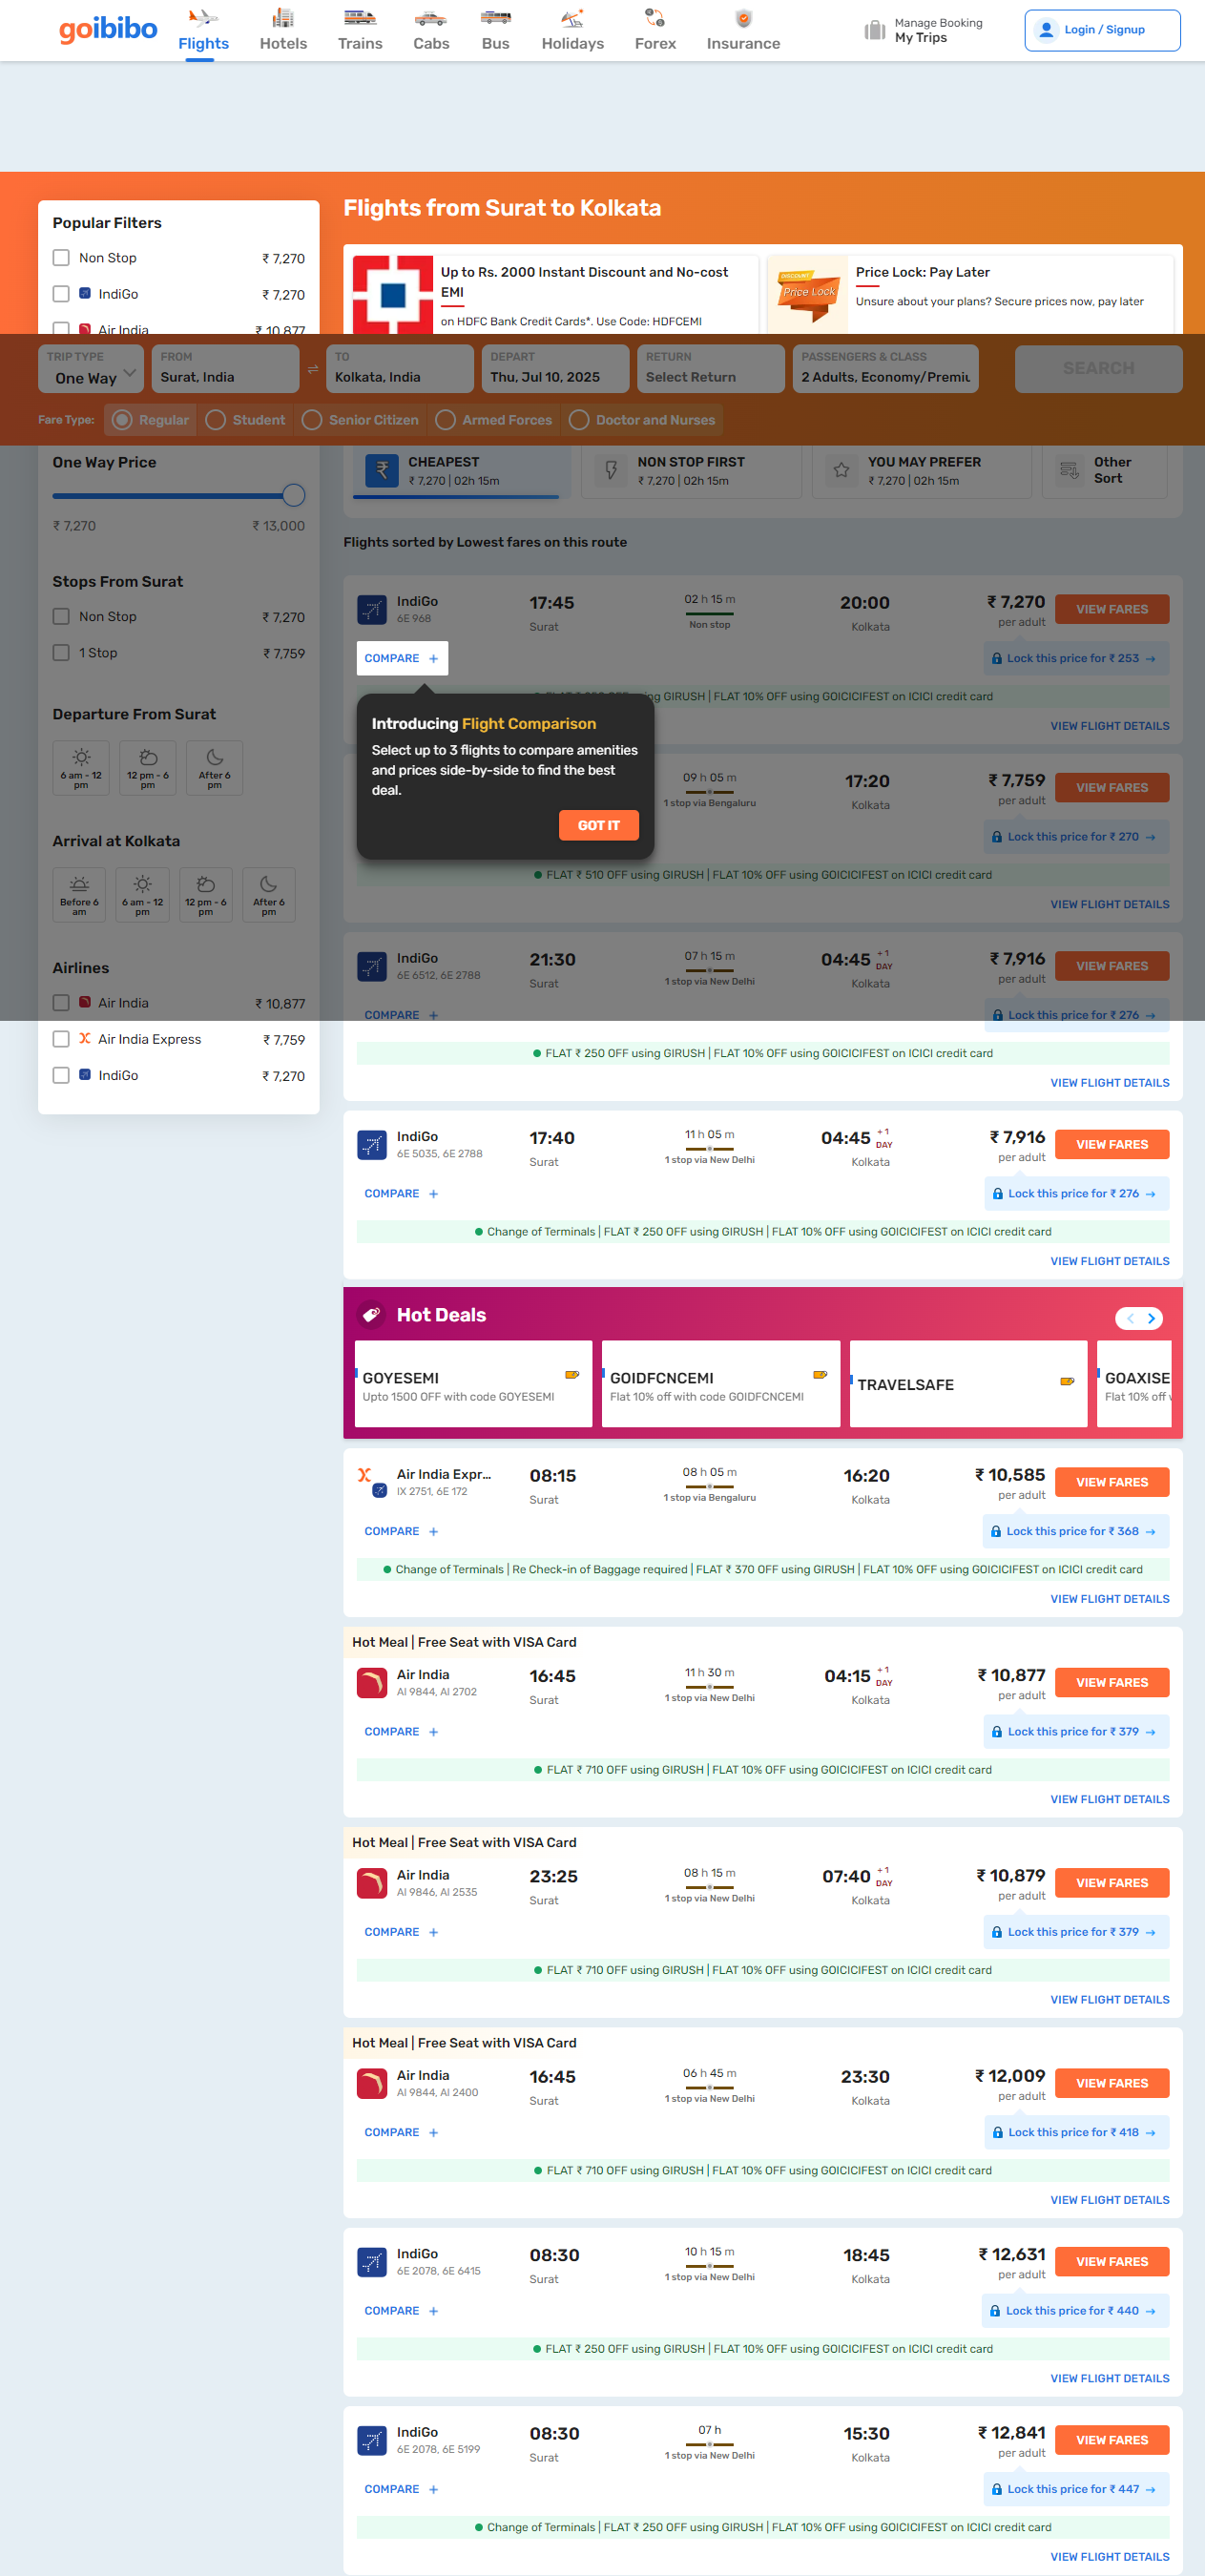 goibibo
Flights
Hotels
Trains
Cabs
Bus
Holidays
Forex
Insurance
Manage Booking
My Trips
Login / Signup
Popular Filters
Non Stop ₹ 7,270
IndiGo ₹ 7,270
Air India ₹ 10,877
Flights from Surat to Kolkata
Up to Rs. 2000 Instant Discount and No-cost
EMI
on HDFC Bank Credit Cards*. Use Code: HDFCEMI
DISCOUNT
Price Lock
Price Lock: Pay Later
Unsure about your plans? Secure prices now, pay later
TRIP TYPE
One Way
FROM
Surat, India
TO
Kolkata, India
DEPART
Thu, Jul 10, 2025
RETURN
Select Return
PASSENGERS & CLASS
2 Adults, Economy/Premiu
SEARCH
Fare Type: Regular Student Senior Citizen Armed Forces Doctor and Nurses
One Way Price
₹ 7,270 ₹ 13,000
Stops From Surat
Non Stop ₹ 7,270
1 Stop ₹ 7,759
Departure From Surat
6 am - 12 pm
12 pm - 6 pm
After 6 pm
Arrival at Kolkata
Before 6 am
6 am - 12 pm
12 pm - 6 pm
After 6 pm
Airlines
Air India ₹ 10,877
Air India Express ₹ 7,759
IndiGo ₹ 7,270
CHEAPEST
₹ 7,270 | 02h 15m
NON STOP FIRST
₹ 7,270 | 02h 15m
YOU MAY PREFER
₹ 7,270 | 02h 15m
Other
Sort
Flights sorted by Lowest fares on this route
IndiGo 17:45 02 h 15 m 20:00 ₹ 7,270 VIEW FARES
6E 968 Surat Non stop Kolkata per adult
COMPARE + Lock this price for ₹ 253 →
using GIRUSH | FLAT 10% OFF using GOICICIFEST on ICICI credit card
VIEW FLIGHT DETAILS
Introducing Flight Comparison
Select up to 3 flights to compare amenities
and prices side-by-side to find the best
deal.
GOT IT
09 h 05 m 17:20 ₹ 7,759 VIEW FARES
1 stop via Bengaluru Kolkata per adult
Lock this price for ₹ 270 →
FLAT ₹ 510 OFF using GIRUSH | FLAT 10% OFF using GOICICIFEST on ICICI credit card
VIEW FLIGHT DETAILS
IndiGo 21:30 07 h 15 m 04:45 +1 DAY ₹ 7,916 VIEW FARES
6E 6512, 6E 2788 Surat 1 stop via New Delhi Kolkata per adult
COMPARE + Lock this price for ₹ 276 →
FLAT ₹ 250 OFF using GIRUSH | FLAT 10% OFF using GOICICIFEST on ICICI credit card
VIEW FLIGHT DETAILS
IndiGo 17:40 11 h 05 m 04:45 +1 DAY ₹ 7,916 VIEW FARES
6E 5035, 6E 2788 Surat 1 stop via New Delhi Kolkata per adult
COMPARE + Lock this price for ₹ 276 →
Change of Terminals | FLAT ₹ 250 OFF using GIRUSH | FLAT 10% OFF using GOICICIFEST on ICICI credit card
VIEW FLIGHT DETAILS
Hot Deals
GOYESEMI
Upto 1500 OFF with code GOYESEMI
GOIDFCNCEMI
Flat 10% off with code GOIDFCNCEMI
TRAVELSAFE
GOAXISE
Flat 10% off
Air India Expr... 08:15 08 h 05 m 16:20 ₹ 10,585 VIEW FARES
IX 2751, 6E 172 Surat 1 stop via Bengaluru Kolkata per adult
COMPARE + Lock this price for ₹ 368 →
Change of Terminals | Re Check-in of Baggage required | FLAT ₹ 370 OFF using GIRUSH | FLAT 10% OFF using GOICICIFEST on ICICI credit card
VIEW FLIGHT DETAILS
Hot Meal | Free Seat with VISA Card
Air India 16:45 11 h 30 m 04:15 +1 DAY ₹ 10,877 VIEW FARES
AI 9844, AI 2702 Surat 1 stop via New Delhi Kolkata per adult
COMPARE + Lock this price for ₹ 379 →
FLAT ₹ 710 OFF using GIRUSH | FLAT 10% OFF using GOICICIFEST on ICICI credit card
VIEW FLIGHT DETAILS
Hot Meal | Free Seat with VISA Card
Air India 23:25 08 h 15 m 07:40 +1 DAY ₹ 10,879 VIEW FARES
AI 9846, AI 2535 Surat 1 stop via New Delhi Kolkata per adult
COMPARE + Lock this price for ₹ 379 →
FLAT ₹ 710 OFF using GIRUSH | FLAT 10% OFF using GOICICIFEST on ICICI credit card
VIEW FLIGHT DETAILS
Hot Meal | Free Seat with VISA Card
Air India 16:45 06 h 45 m 23:30 ₹ 12,009 VIEW FARES
AI 9844, AI 2400 Surat 1 stop via New Delhi Kolkata per adult
COMPARE + Lock this price for ₹ 418 →
FLAT ₹ 710 OFF using GIRUSH | FLAT 10% OFF using GOICICIFEST on ICICI credit card
VIEW FLIGHT DETAILS
IndiGo 08:30 10 h 15 m 18:45 ₹ 12,631 VIEW FARES
6E 2078, 6E 6415 Surat 1 stop via New Delhi Kolkata per adult
COMPARE + Lock this price for ₹ 440 →
FLAT ₹ 250 OFF using GIRUSH | FLAT 10% OFF using GOICICIFEST on ICICI credit card
VIEW FLIGHT DETAILS
IndiGo 08:30 07 h 15:30 ₹ 12,841 VIEW FARES
6E 2078, 6E 5199 Surat 1 stop via New Delhi Kolkata per adult
COMPARE + Lock this price for ₹ 447 →
Change of Terminals | FLAT ₹ 250 OFF using GIRUSH | FLAT 10% OFF using GOICICIFEST on ICICI credit card
VIEW FLIGHT DETAILS